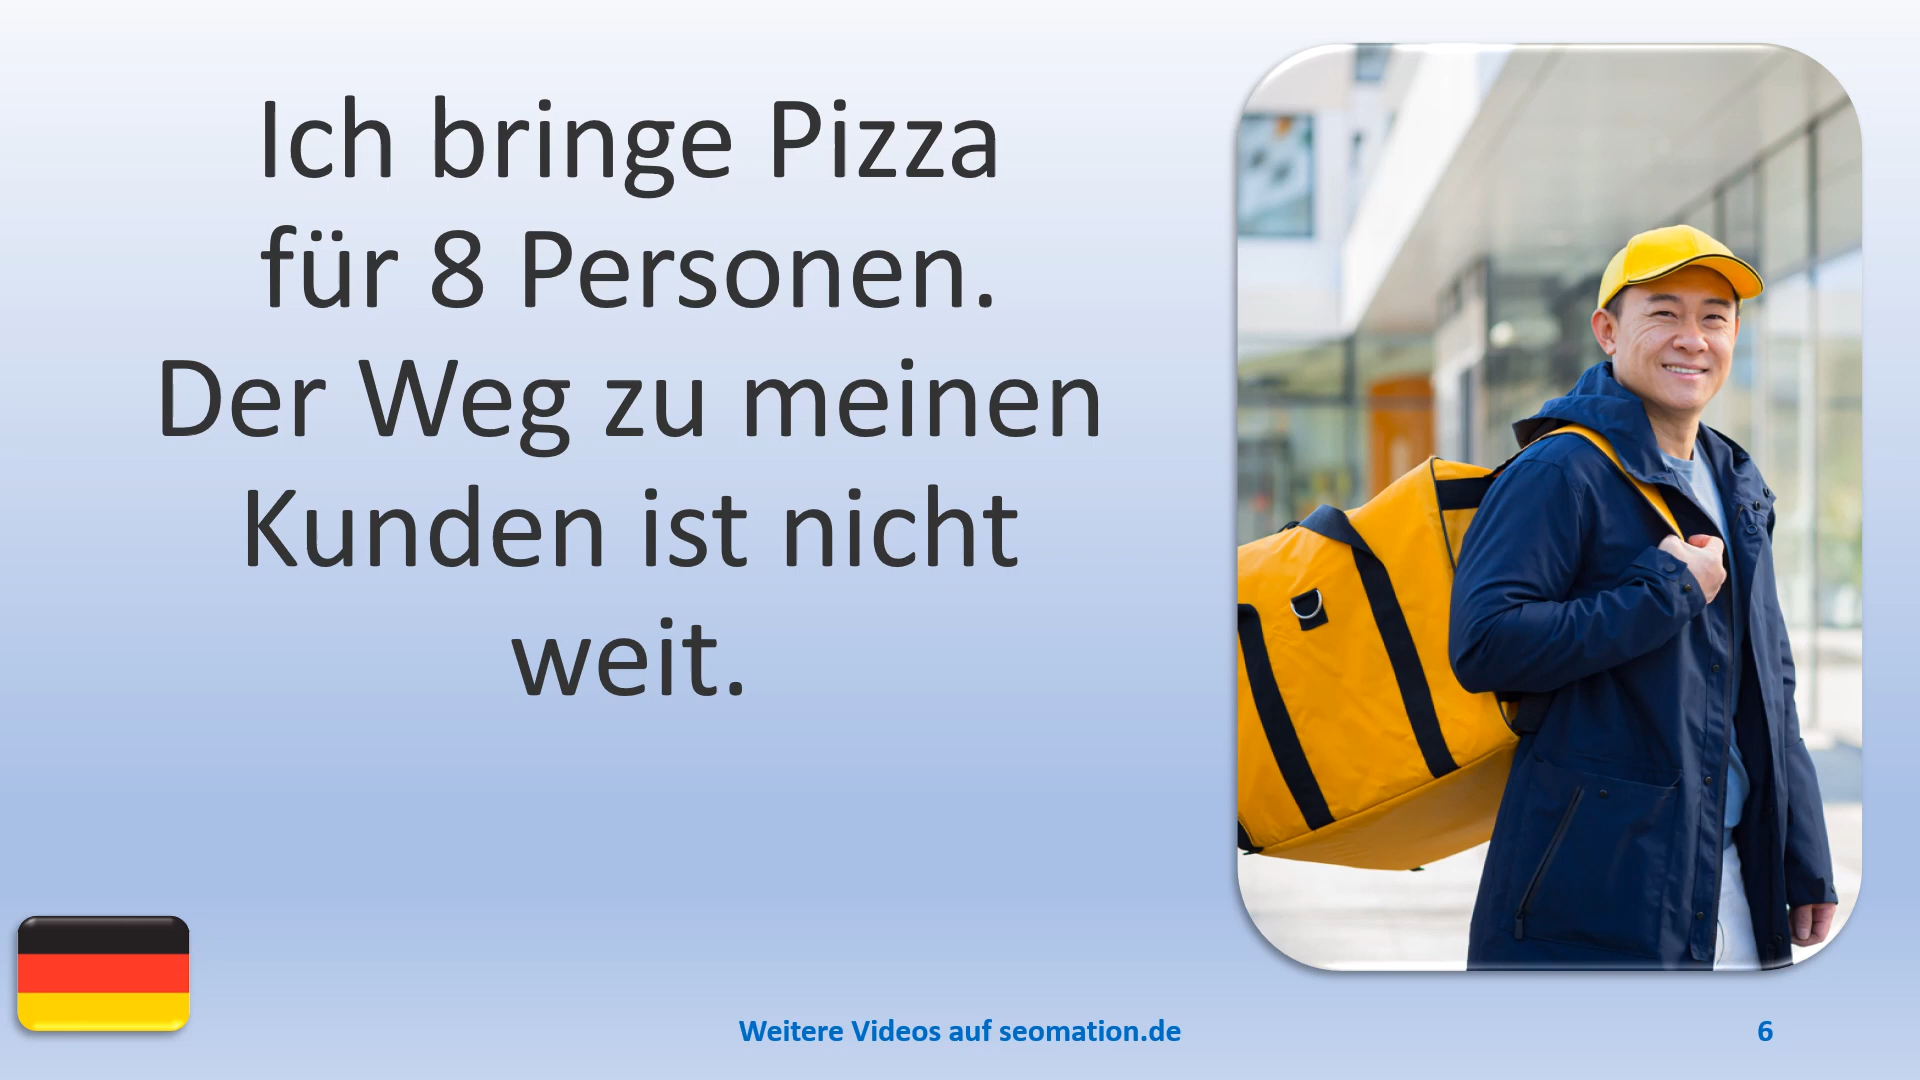 Ich bringe Pizza
für 8 Personen.
Der Weg zu meinen
Kunden ist nicht
weit.
Weitere Videos auf seomation.de
6